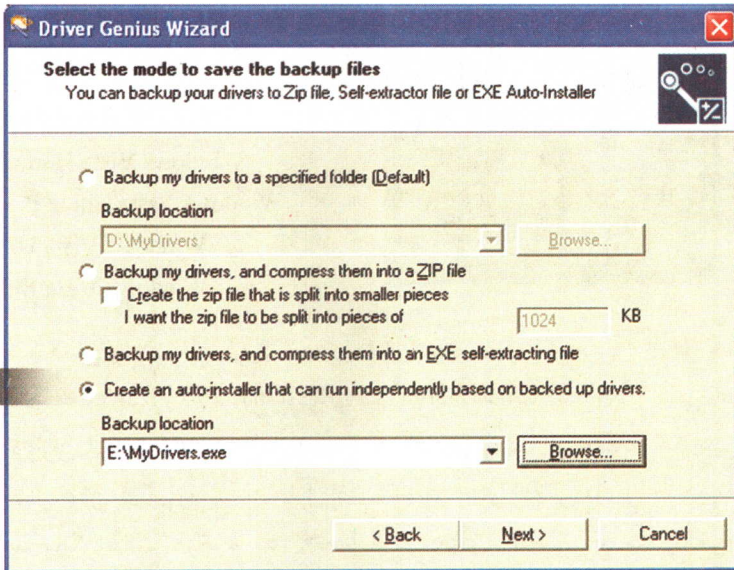 Driver Genius Wizard
Select the mode to save the backup files
You can backup your drivers to Zip file, Self-extractor file or EXE Auto-Installer
Backup my drivers to a specified folder (Default)
Backup location
D:\MyDrivers
Browse...
Backup my drivers, and compress them into a ZIP file
Create the zip file that is split into smaller pieces
I want the zip file to be split into pieces of
1024
KB
Backup my drivers, and compress them into an EXE self-extracting file
Create an auto-installer that can run independently based on backed up drivers.
Backup location
E:\MyDrivers.exe
Browse...
< Back
Next >
Cancel